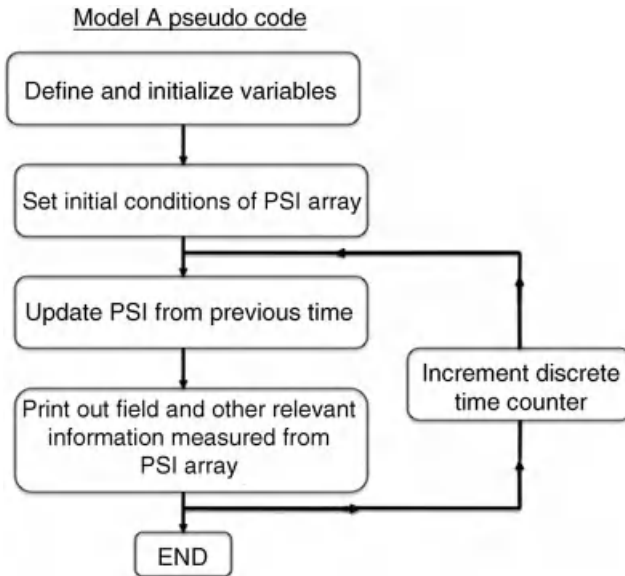 Model A pseudo code
Define and initialize variables
Set initial conditions of PSI array
Update PSI from previous time
Increment discrete
time counter
Print out field and other relevant
information measured from
PSI array
END